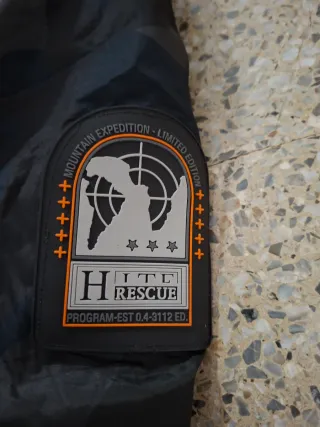 MOUNTAIN EXPEDITION - LIMITED EDITION
HITE
RESCUE
PROGRAM-EST 0.4-3112 ED.